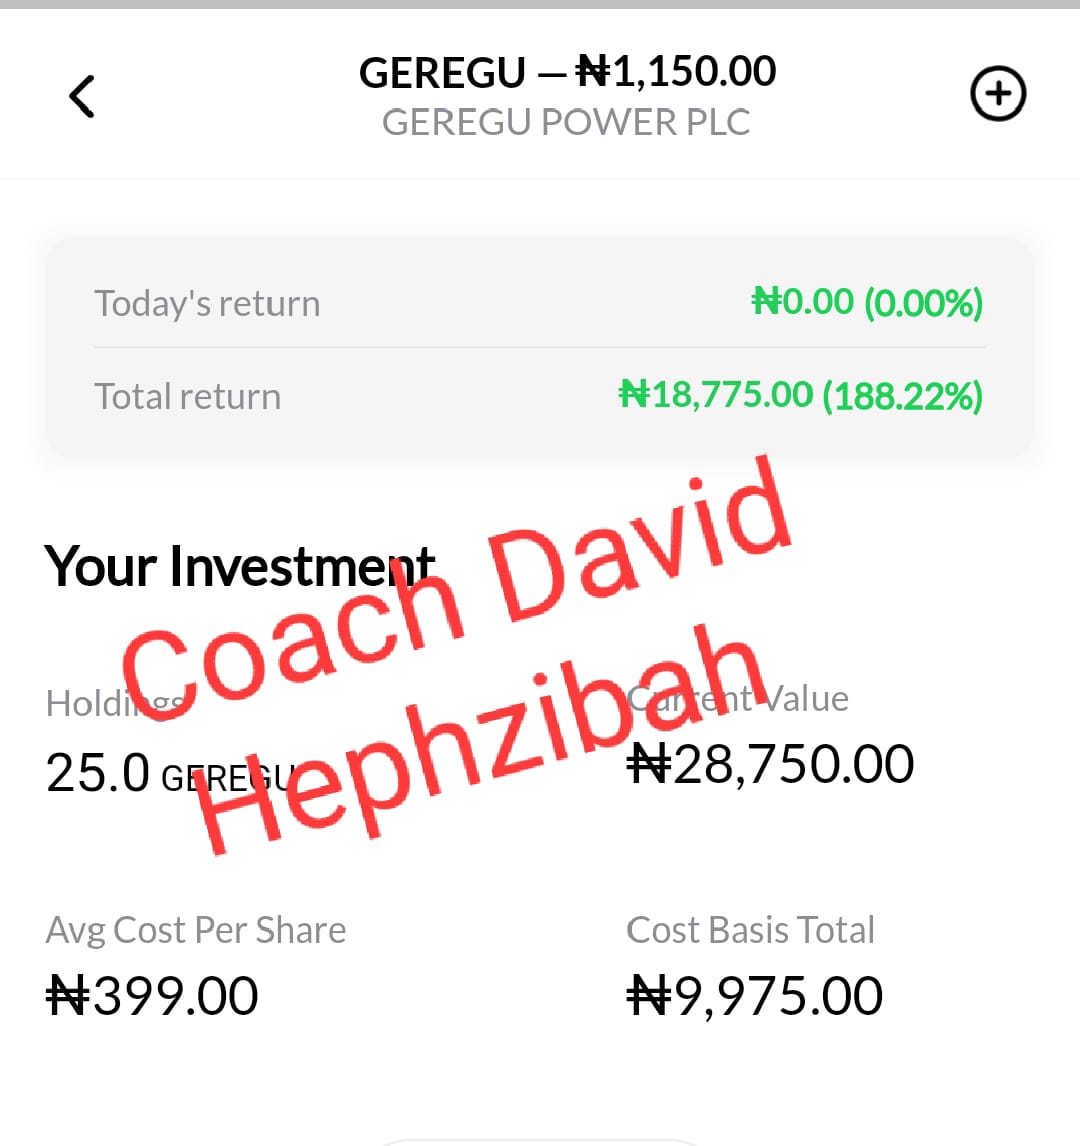 GEREGU — ₦1,150.00
GEREGU POWER PLC
Today's return ₦0.00 (0.00%)
Total return ₦18,775.00 (188.22%)
Your Investment
Coach David
Hephzibah
Holdings Current Value
25.0 GEREGU ₦28,750.00
Avg Cost Per Share Cost Basis Total
₦399.00 ₦9,975.00